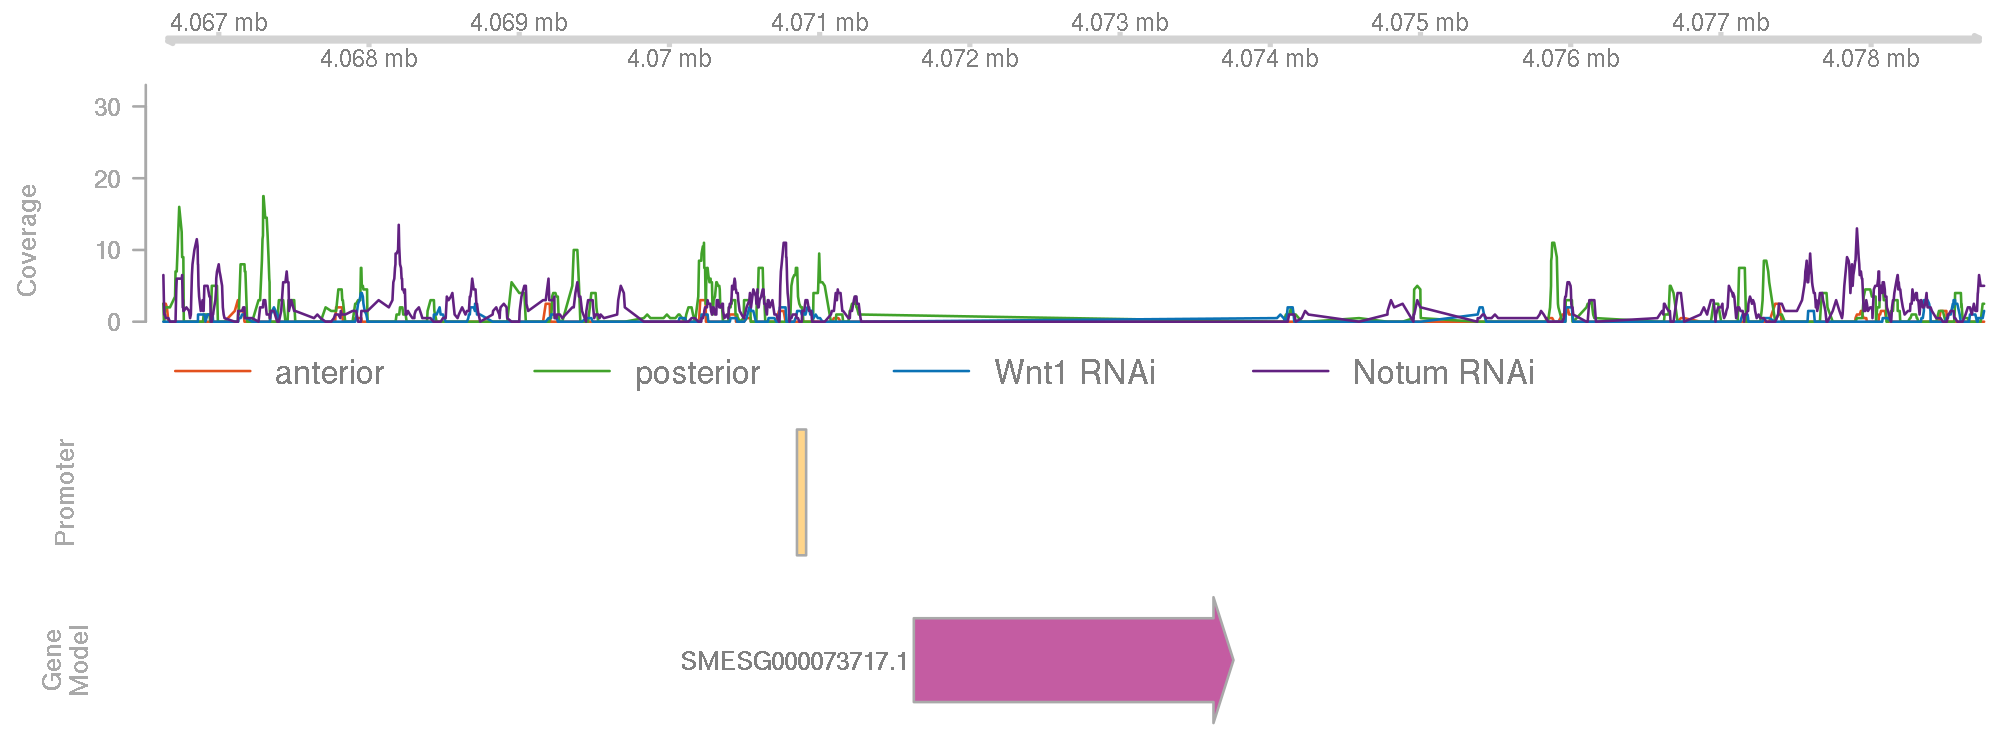 4.067 mb 4.069 mb 4.071 mb 4.073 mb 4.075 mb 4.077 mb
4.068 mb 4.07 mb 4.072 mb 4.074 mb 4.076 mb 4.078 mb
Coverage
30
20
10
0
anterior posterior Wnt1 RNAi Notum RNAi
Promoter
Gene
Model
SMESG000073717.1